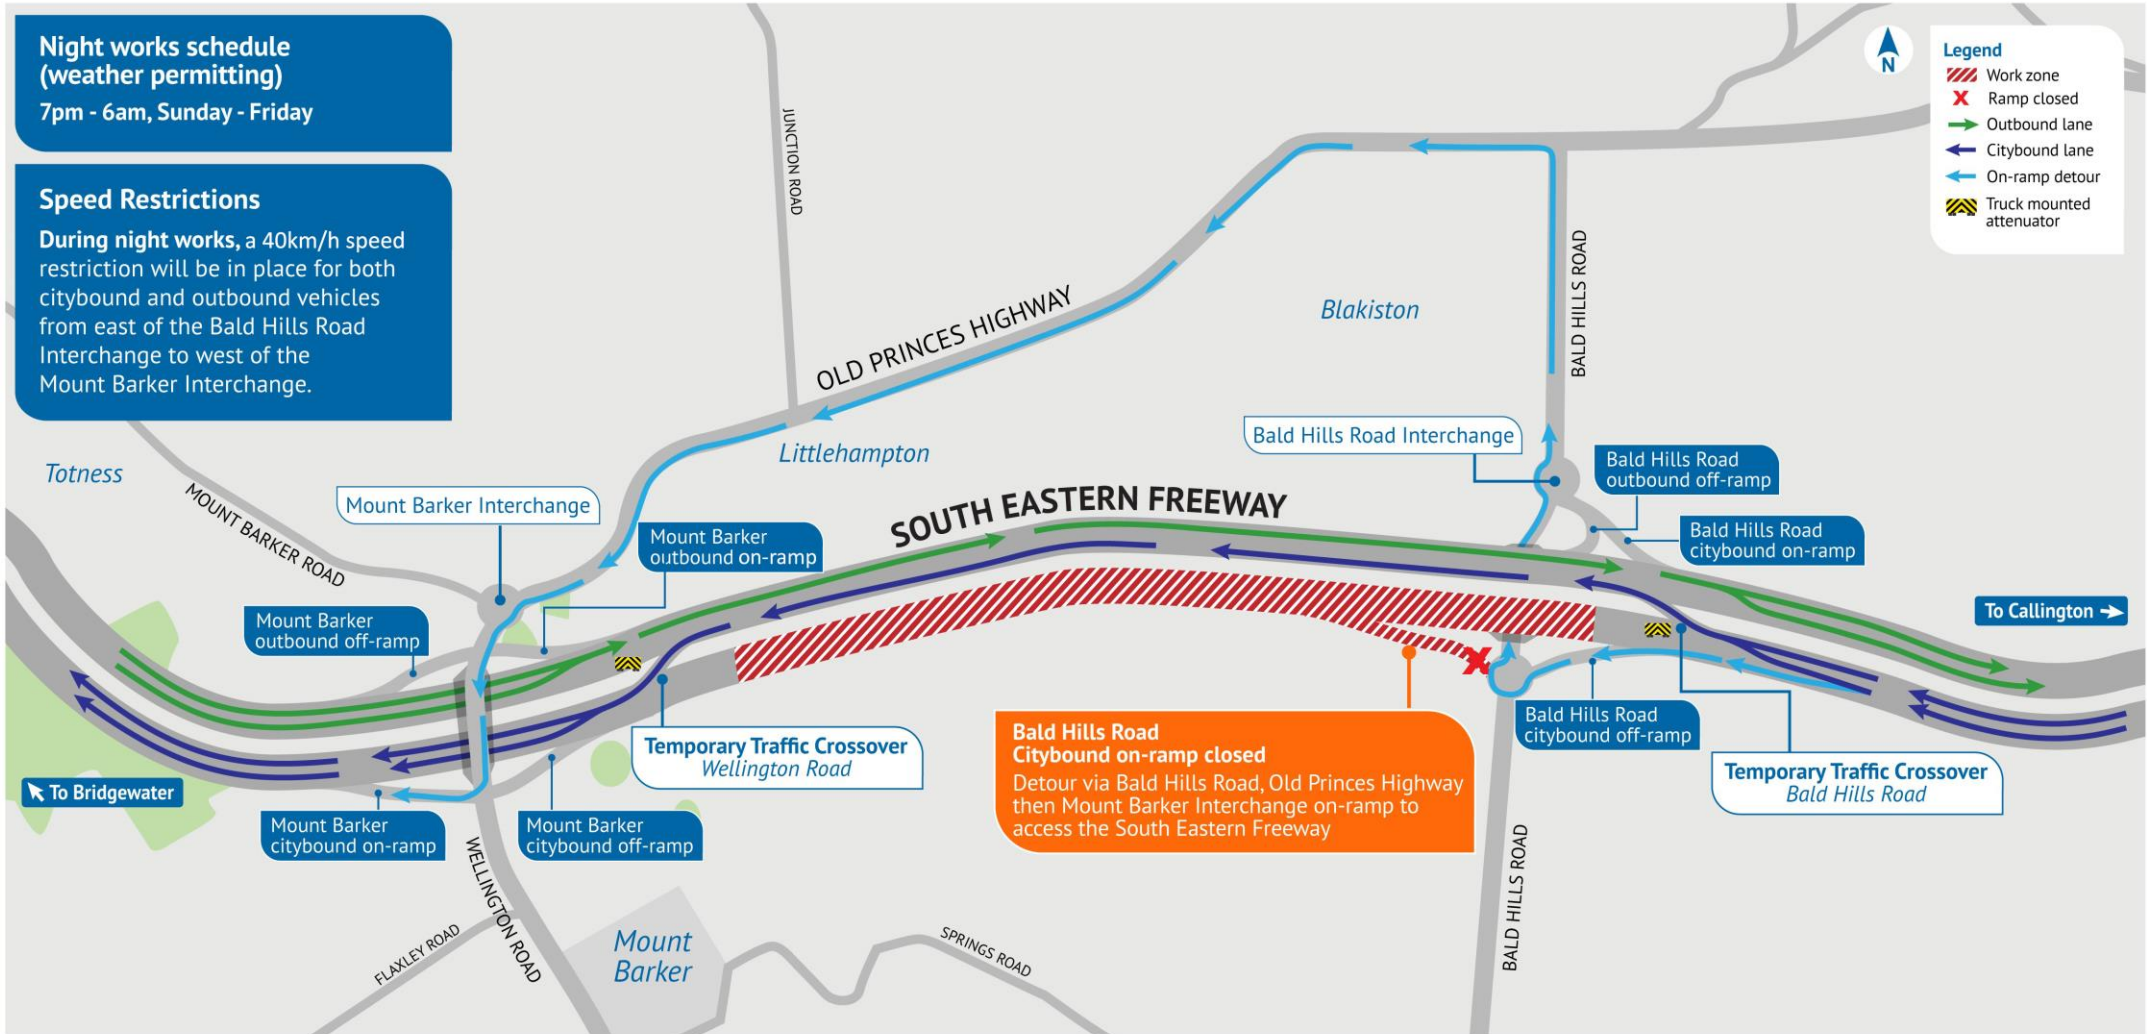 Night works schedule
(weather permitting)
7pm - 6am, Sunday - Friday
Speed Restrictions
During night works, a 40km/h speed
restriction will be in place for both
citybound and outbound vehicles
from east of the Bald Hills Road
Interchange to west of the
Mount Barker Interchange.
N
Legend
Work zone
X Ramp closed
Outbound lane
Citybound lane
On-ramp detour
Truck mounted
attenuator
JUNCTION ROAD
BALD HILLS ROAD
OLD PRINCES HIGHWAY
Blakiston
Littlehampton
Totness
MOUNT BARKER ROAD
Mount Barker Interchange
Bald Hills Road Interchange
Bald Hills Road
outbound off-ramp
Bald Hills Road
citybound on-ramp
SOUTH EASTERN FREEWAY
Mount Barker
outbound on-ramp
Mount Barker
outbound off-ramp
To Callington
X
To Bridgewater
Temporary Traffic Crossover
Wellington Road
Bald Hills Road
Citybound on-ramp closed
Detour via Bald Hills Road, Old Princes Highway
then Mount Barker Interchange on-ramp to
access the South Eastern Freeway
Bald Hills Road
citybound off-ramp
Temporary Traffic Crossover
Bald Hills Road
Mount Barker
citybound on-ramp
Mount Barker
citybound off-ramp
WELLINGTON ROAD
FLAXLEY ROAD
Mount
Barker
SPRINGS ROAD
BALD HILLS ROAD